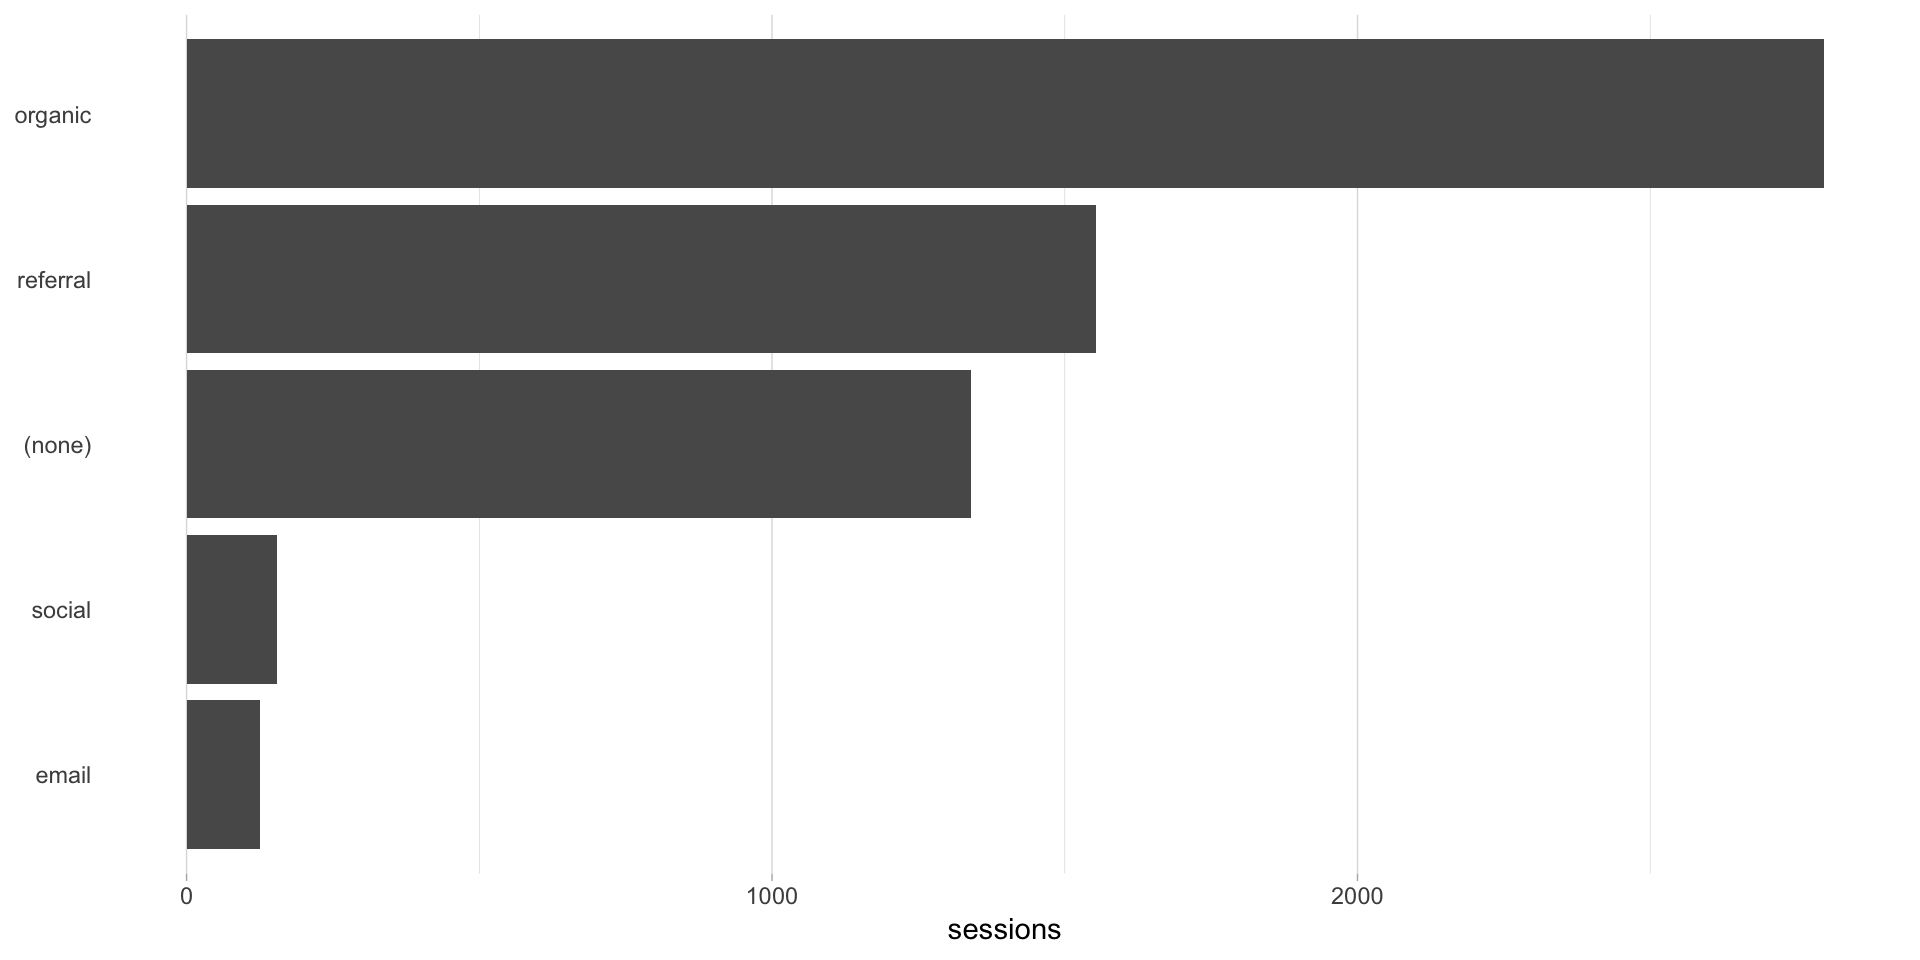 organic
referral
(none)
social
email
0 1000 2000
sessions